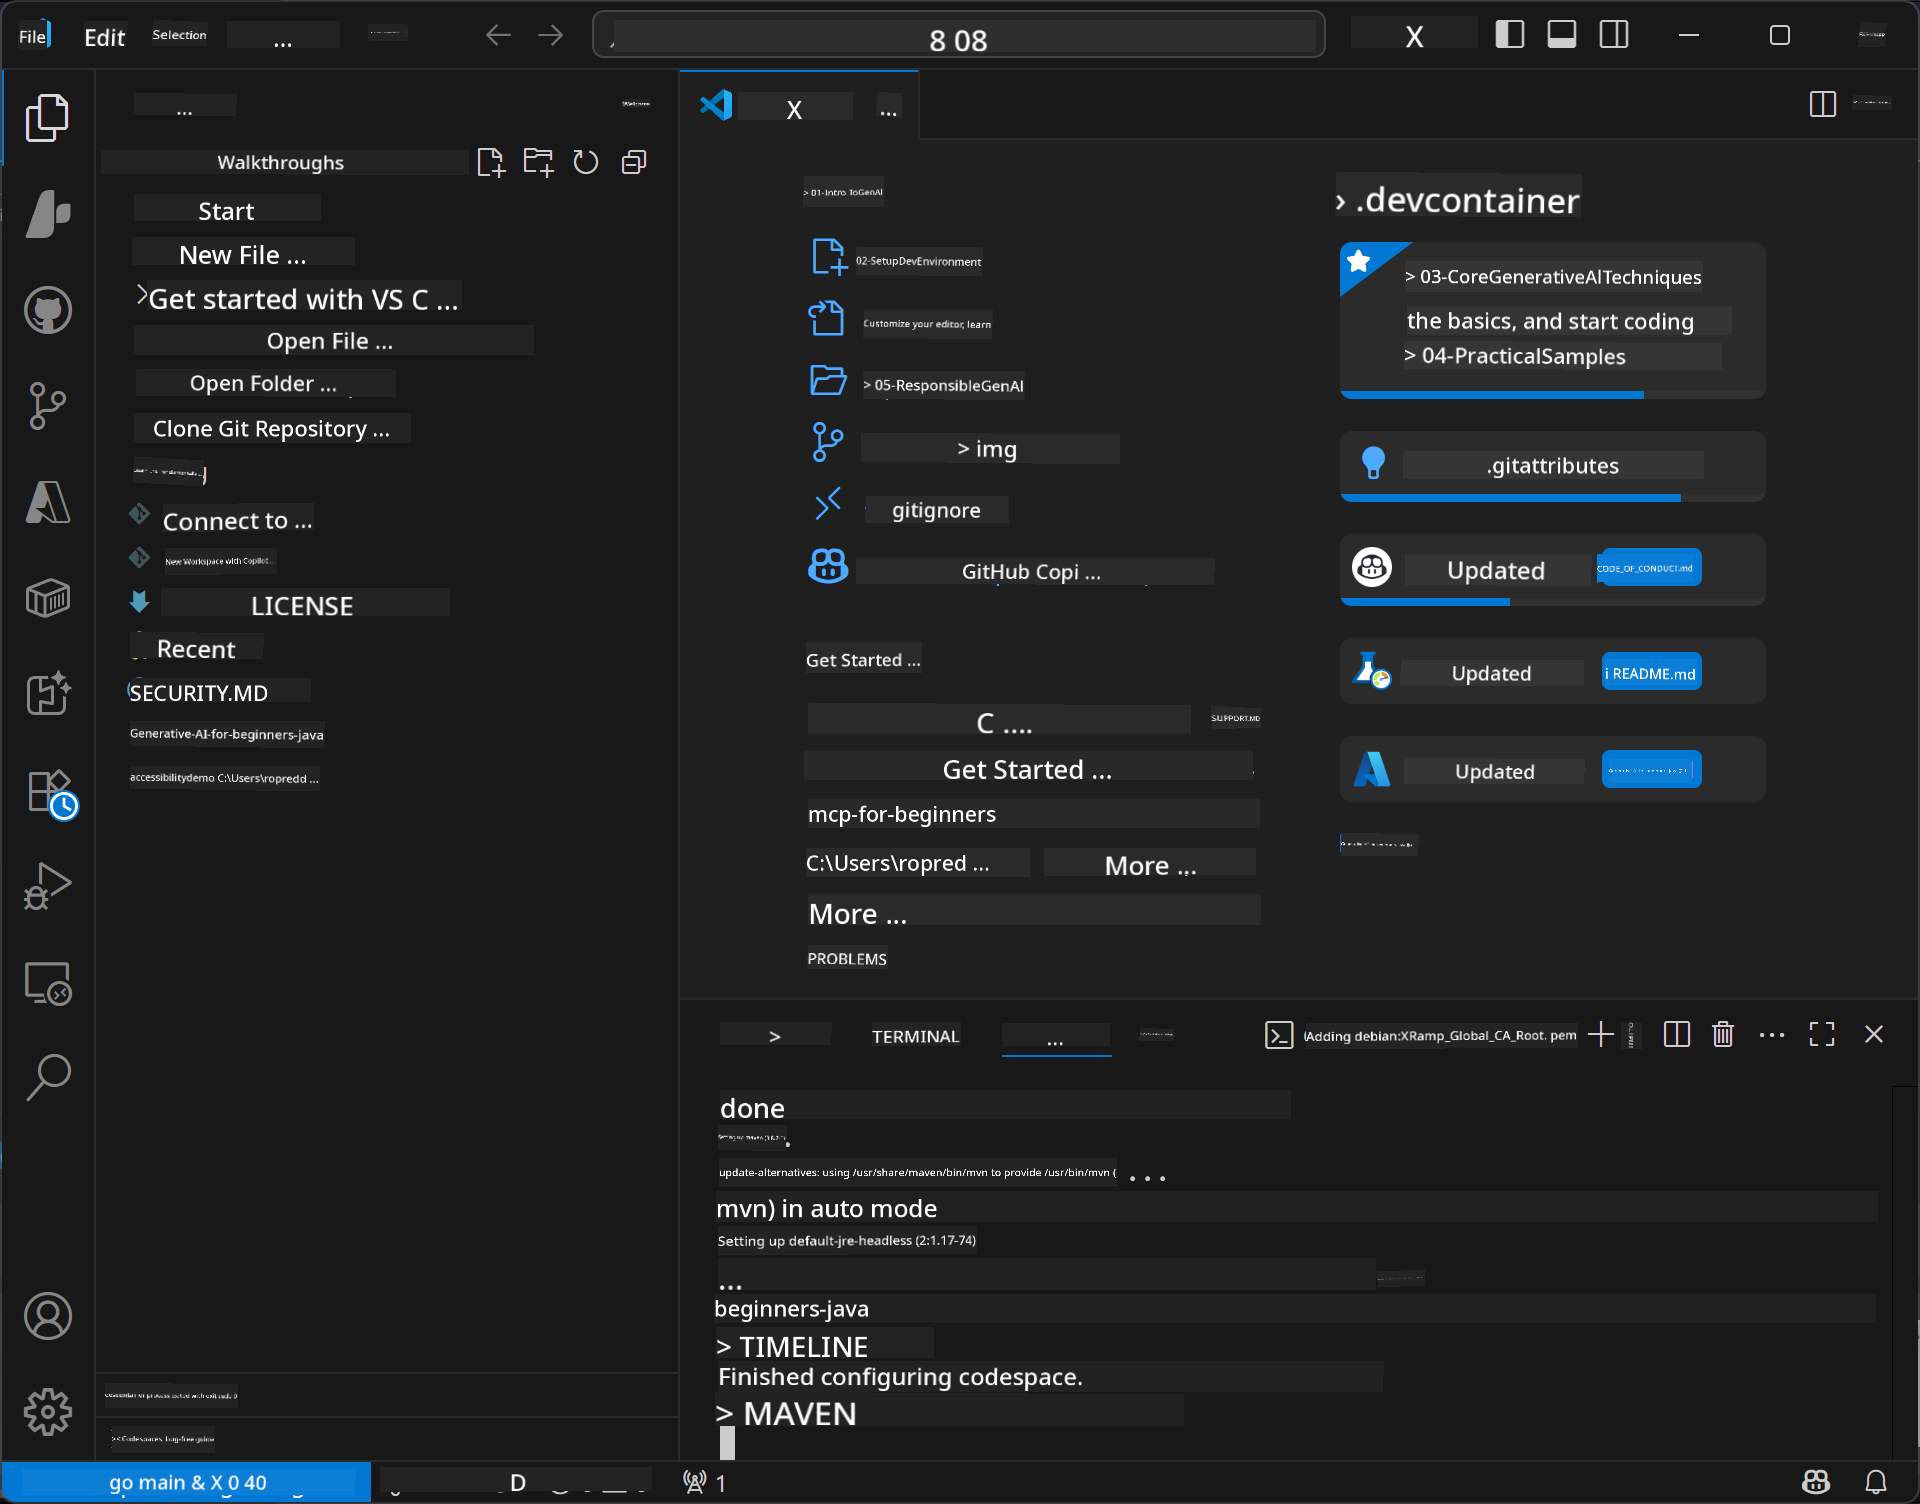 File
Edit
Selection
...
8 08
X
...
Welcome
X
...
Walkthroughs
Start
New File ...
Get started with VS C ...
Open File ...
Open Folder ...
Clone Git Repository ...
Connect to ...
New Workspace with Copilot
LICENSE
Recent
SECURITY.MD
Generative-AI-for-beginners-java
accessibilitydemo C:\Users\ropredd ...
> 01-Intro ToGenAI
02-SetupDevEnvironment
Customize your editor, learn
> 05-ResponsibleGenAI
> img
gitignore
GitHub Copi ...
Get Started ...
C ....
SUPPORT.MD
Get Started ...
mcp-for-beginners
C:\Users\ropred ...
More ...
More ...
PROBLEMS
› .devcontainer
> 03-CoreGenerativeAITechniques
the basics, and start coding
> 04-PracticalSamples
.gitattributes
Updated
CODE_OF_CONDUCT.md
Updated
i README.md
Updated
>
TERMINAL
...
(Adding debian:XRamp_Global_CA_Root. pem
done
update-alternatives: using /usr/share/maven/bin/mvn to provide /usr/bin/mvn ( ...
mvn) in auto mode
Setting up default-jre-headless (2:1.17-74)
...
beginners-java
> TIMELINE
Finished configuring codespace.
> MAVEN
go main & X 0 40
D
1